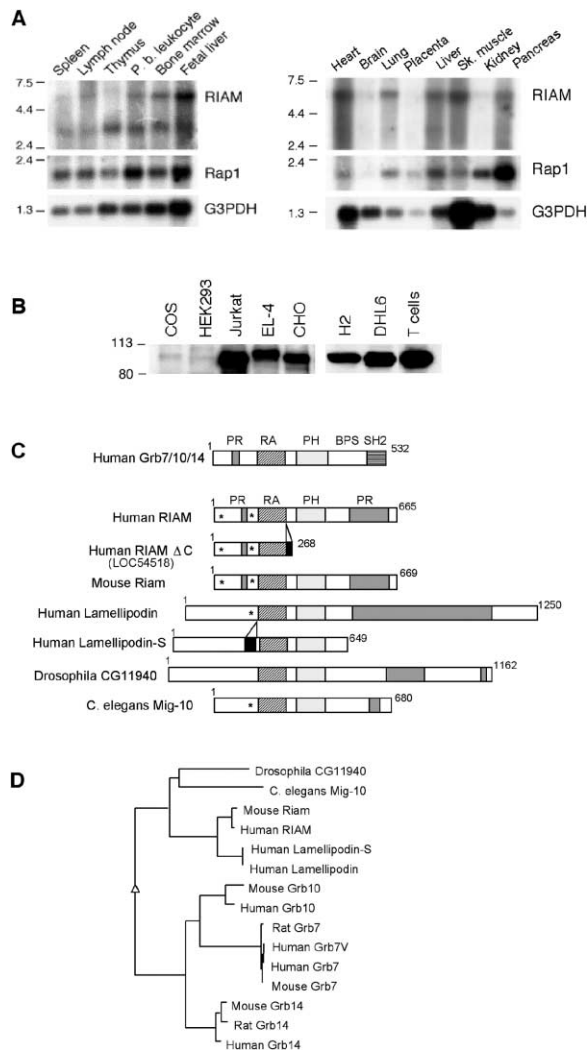 A
Spleen Lymph node Thymus P. b. leukocyte Bone marrow Fetal liver
7.5
4.4
2.4
RIAM
2.4
Rap1
1.3
G3PDH
Heart Brain Lung Placenta Liver Sk. muscle Kidney Pancreas
7.5
4.4
2.4
RIAM
2.4
Rap1
1.3
G3PDH
B
COS HEK293 Jurkat EL-4 CHO H2 DHL6 T cells
113
80
C
1 PR RA PH BPS SH2
Human Grb7/10/14 532
1 PR RA PH PR
Human RIAM * * 665
1
Human RIAM Δ C * * 268
(LOC54518)
1
Mouse Riam * * 669
1
Human Lamellipodin * 1250
1
Human Lamellipodin-S 649
1
Drosophila CG11940 1162
1
C. elegans Mig-10 * 680
D
Drosophila CG11940
C. elegans Mig-10
Mouse Riam
Human RIAM
Human Lamellipodin-S
Human Lamellipodin
Mouse Grb10
Human Grb10
Rat Grb7
Human Grb7V
Human Grb7
Mouse Grb7
Mouse Grb14
Rat Grb14
Human Grb14